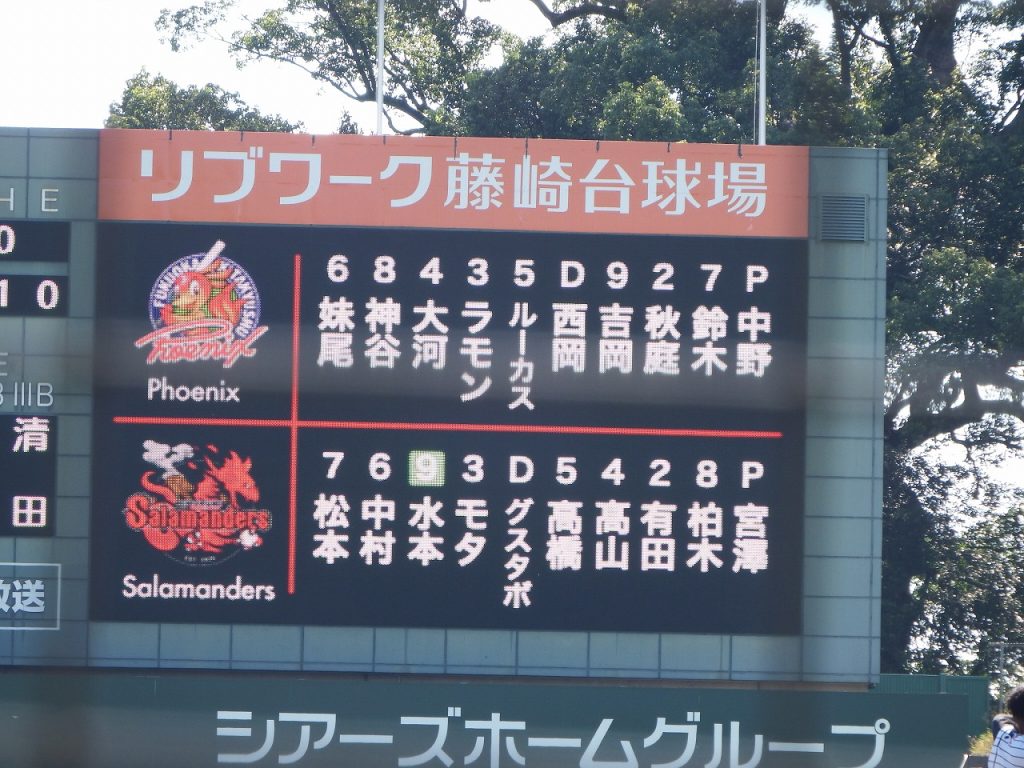 リブワーク藤崎台球場
HE
0
10
IIIB
清
田
放送
6 8 4 3 5 D 9 2 7 P
妹尾 神谷 大河 ラモン ルーカス 西岡 吉岡 秋庭 鈴木 中野
Phoenix
7 6 9 3 D 5 4 2 8 P
松本 中村 水本 モタ グスタボ 高橋 高山 有田 柏木 宮澤
Salamanders
Salamanders
シアーズホームグループ